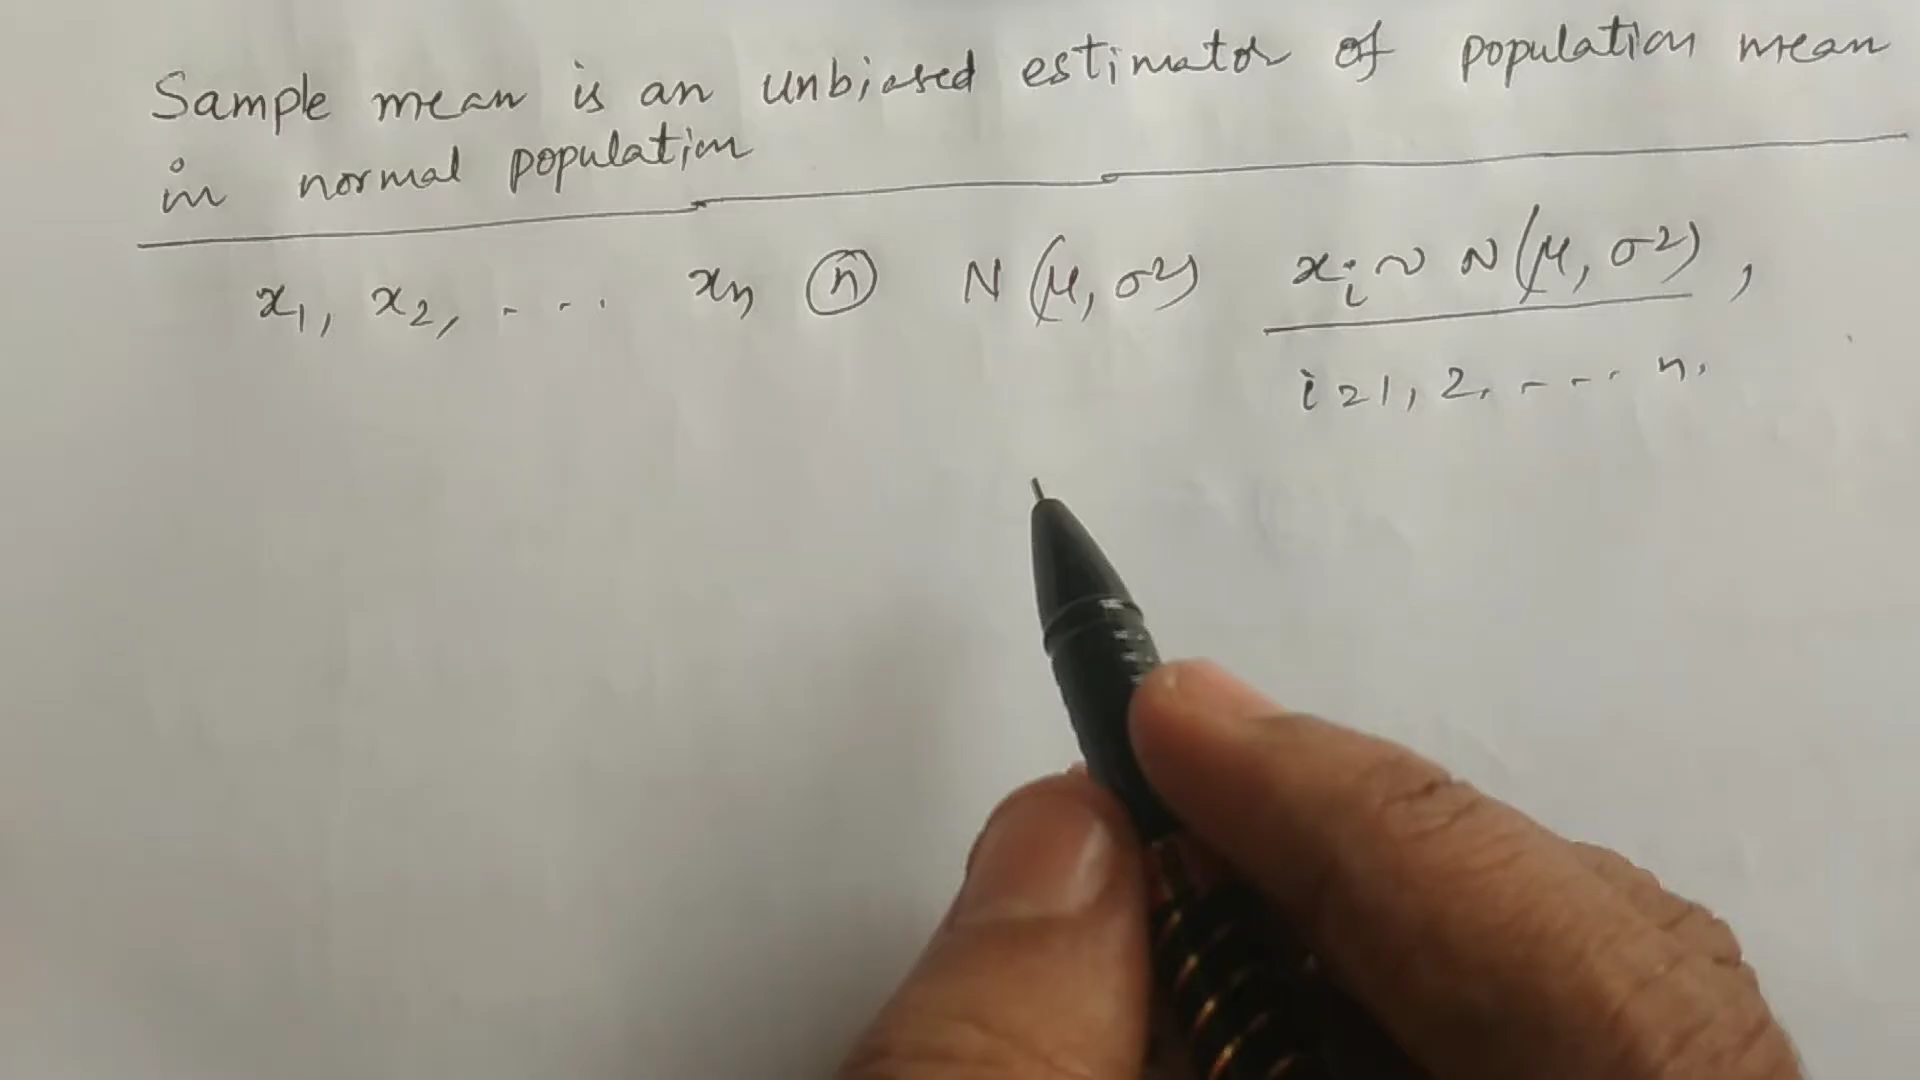 Sample mean is an unbiased estimator of population mean
in normal population
x₁, x₂, - - - - xₙ ⓝ N(μ, σ²) xᵢ ~ N(μ, σ²),
i = 1, 2, - - - - n.